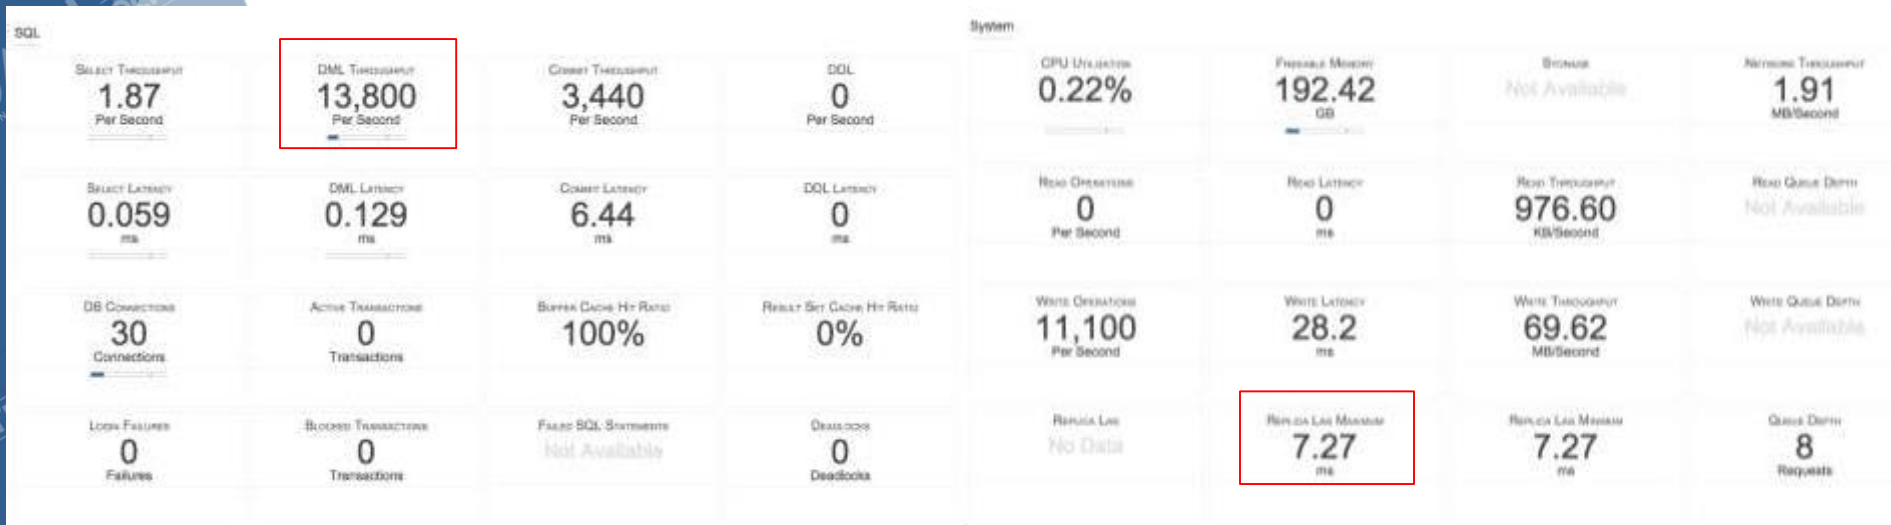 SQL
SELECT THROUGHPUT
1.87
Per Second
DML THROUGHPUT
13,800
Per Second
COMMIT THROUGHPUT
3,440
Per Second
DDL
0
Per Second
SELECT LATENCY
0.059
ms
DML LATENCY
0.129
ms
COMMIT LATENCY
6.44
ms
DDL LATENCY
0
ms
DB CONNECTIONS
30
Connections
ACTIVE TRANSACTIONS
0
Transactions
BUFFER CACHE HIT RATIO
100%
RESULT SET CACHE HIT RATIO
0%
LOGIN FAILURES
0
Failures
BLOCKED TRANSACTIONS
0
Transactions
FAILED SQL STATEMENTS
Not Available
DEADLOCKS
0
Deadlocks
System
CPU UTILIZATION
0.22%
FREEABLE MEMORY
192.42
GB
STORAGE
Not Available
NETWORK THROUGHPUT
1.91
MB/Second
READ OPERATIONS
0
Per Second
READ LATENCY
0
ms
READ THROUGHPUT
976.60
KB/Second
READ QUEUE DEPTH
Not Available
WRITE OPERATIONS
11,100
Per Second
WRITE LATENCY
28.2
ms
WRITE THROUGHPUT
69.62
MB/Second
WRITE QUEUE DEPTH
Not Available
REPLICA LAG
No Data
REPLICA LAG MAXIMUM
7.27
ms
REPLICA LAG MINIMUM
7.27
ms
QUEUE DEPTH
8
Requests